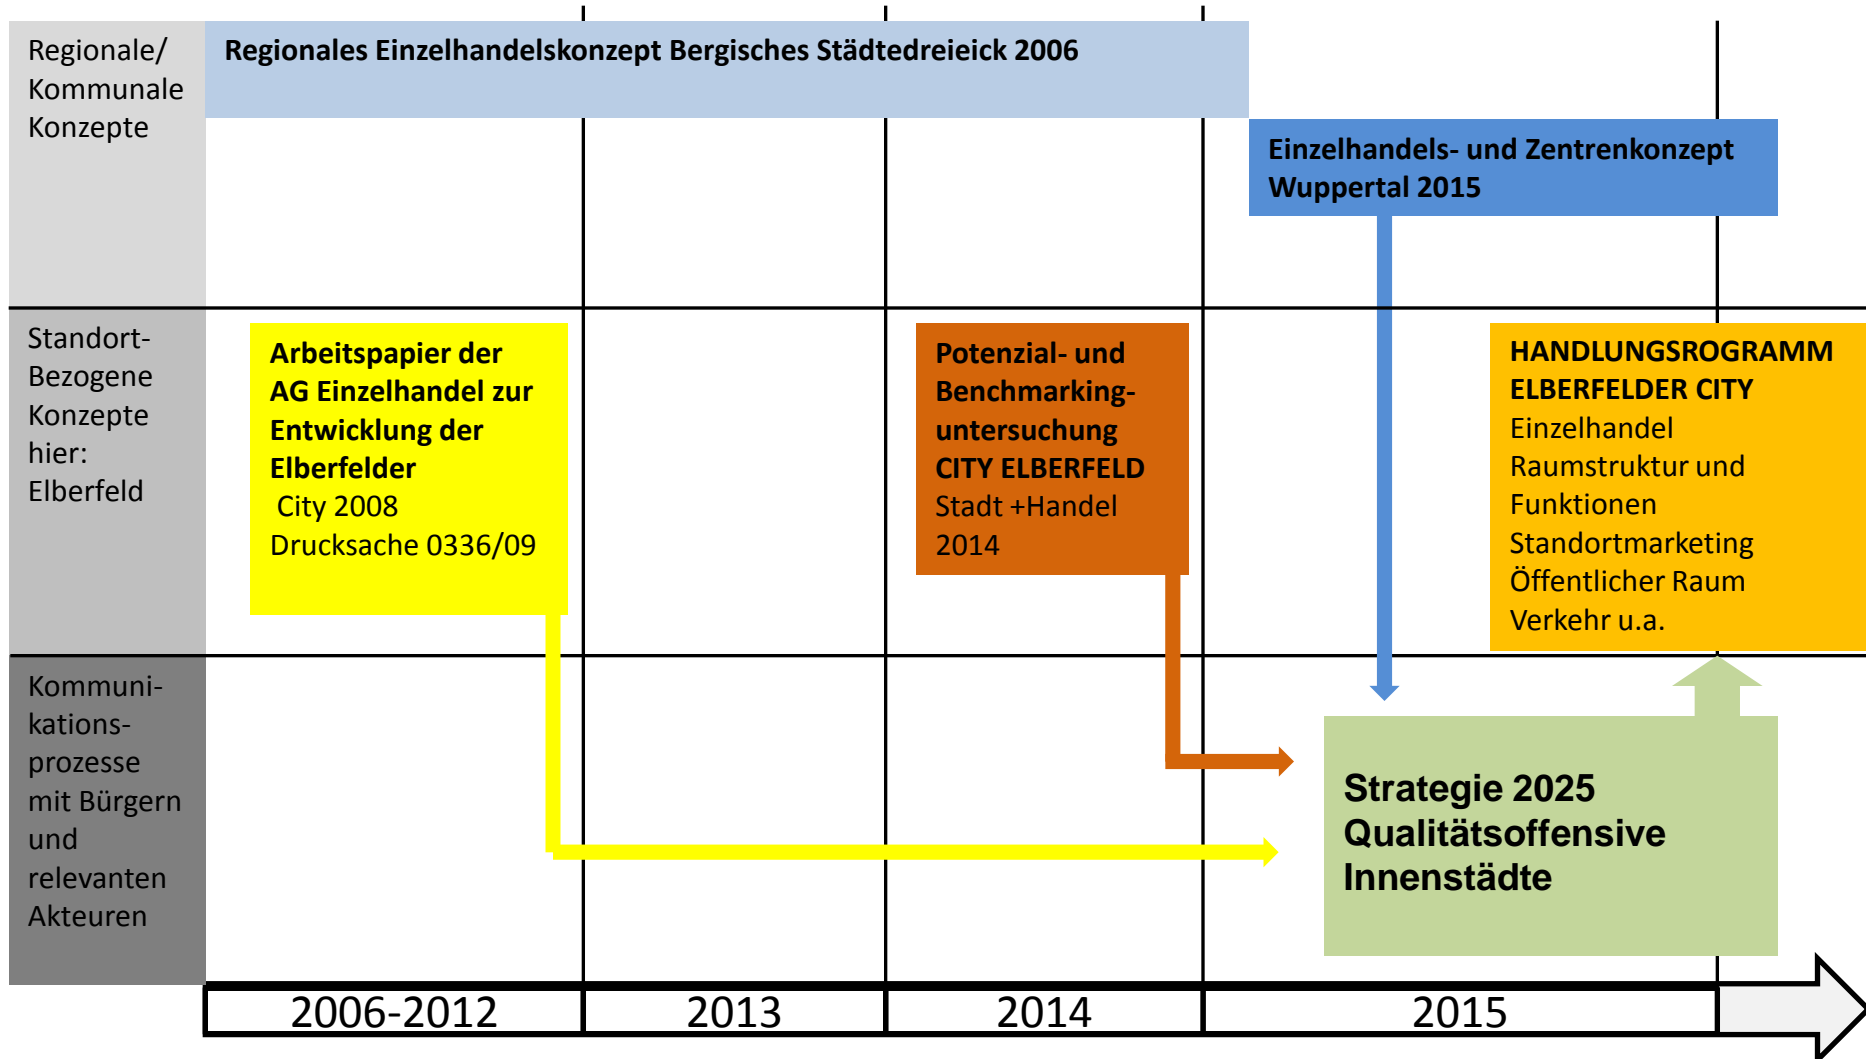 Regionale/
Kommunale
Konzepte
Regionales Einzelhandelskonzept Bergisches Städtedreieick 2006
Einzelhandels- und Zentrenkonzept
Wuppertal 2015
Standort-
Bezogene
Konzepte
hier:
Elberfeld
Arbeitspapier der
AG Einzelhandel zur
Entwicklung der
Elberfelder
City 2008
Drucksache 0336/09
Potenzial- und
Benchmarking-
untersuchung
CITY ELBERFELD
Stadt +Handel
2014
HANDLUNGSROGRAMM
ELBERFELDER CITY
Einzelhandel
Raumstruktur und
Funktionen
Standortmarketing
Öffentlicher Raum
Verkehr u.a.
Kommuni-
kations-
prozesse
mit Bürgern
und
relevanten
Akteuren
Strategie 2025
Qualitätsoffensive
Innenstädte
2006-2012
2013
2014
2015